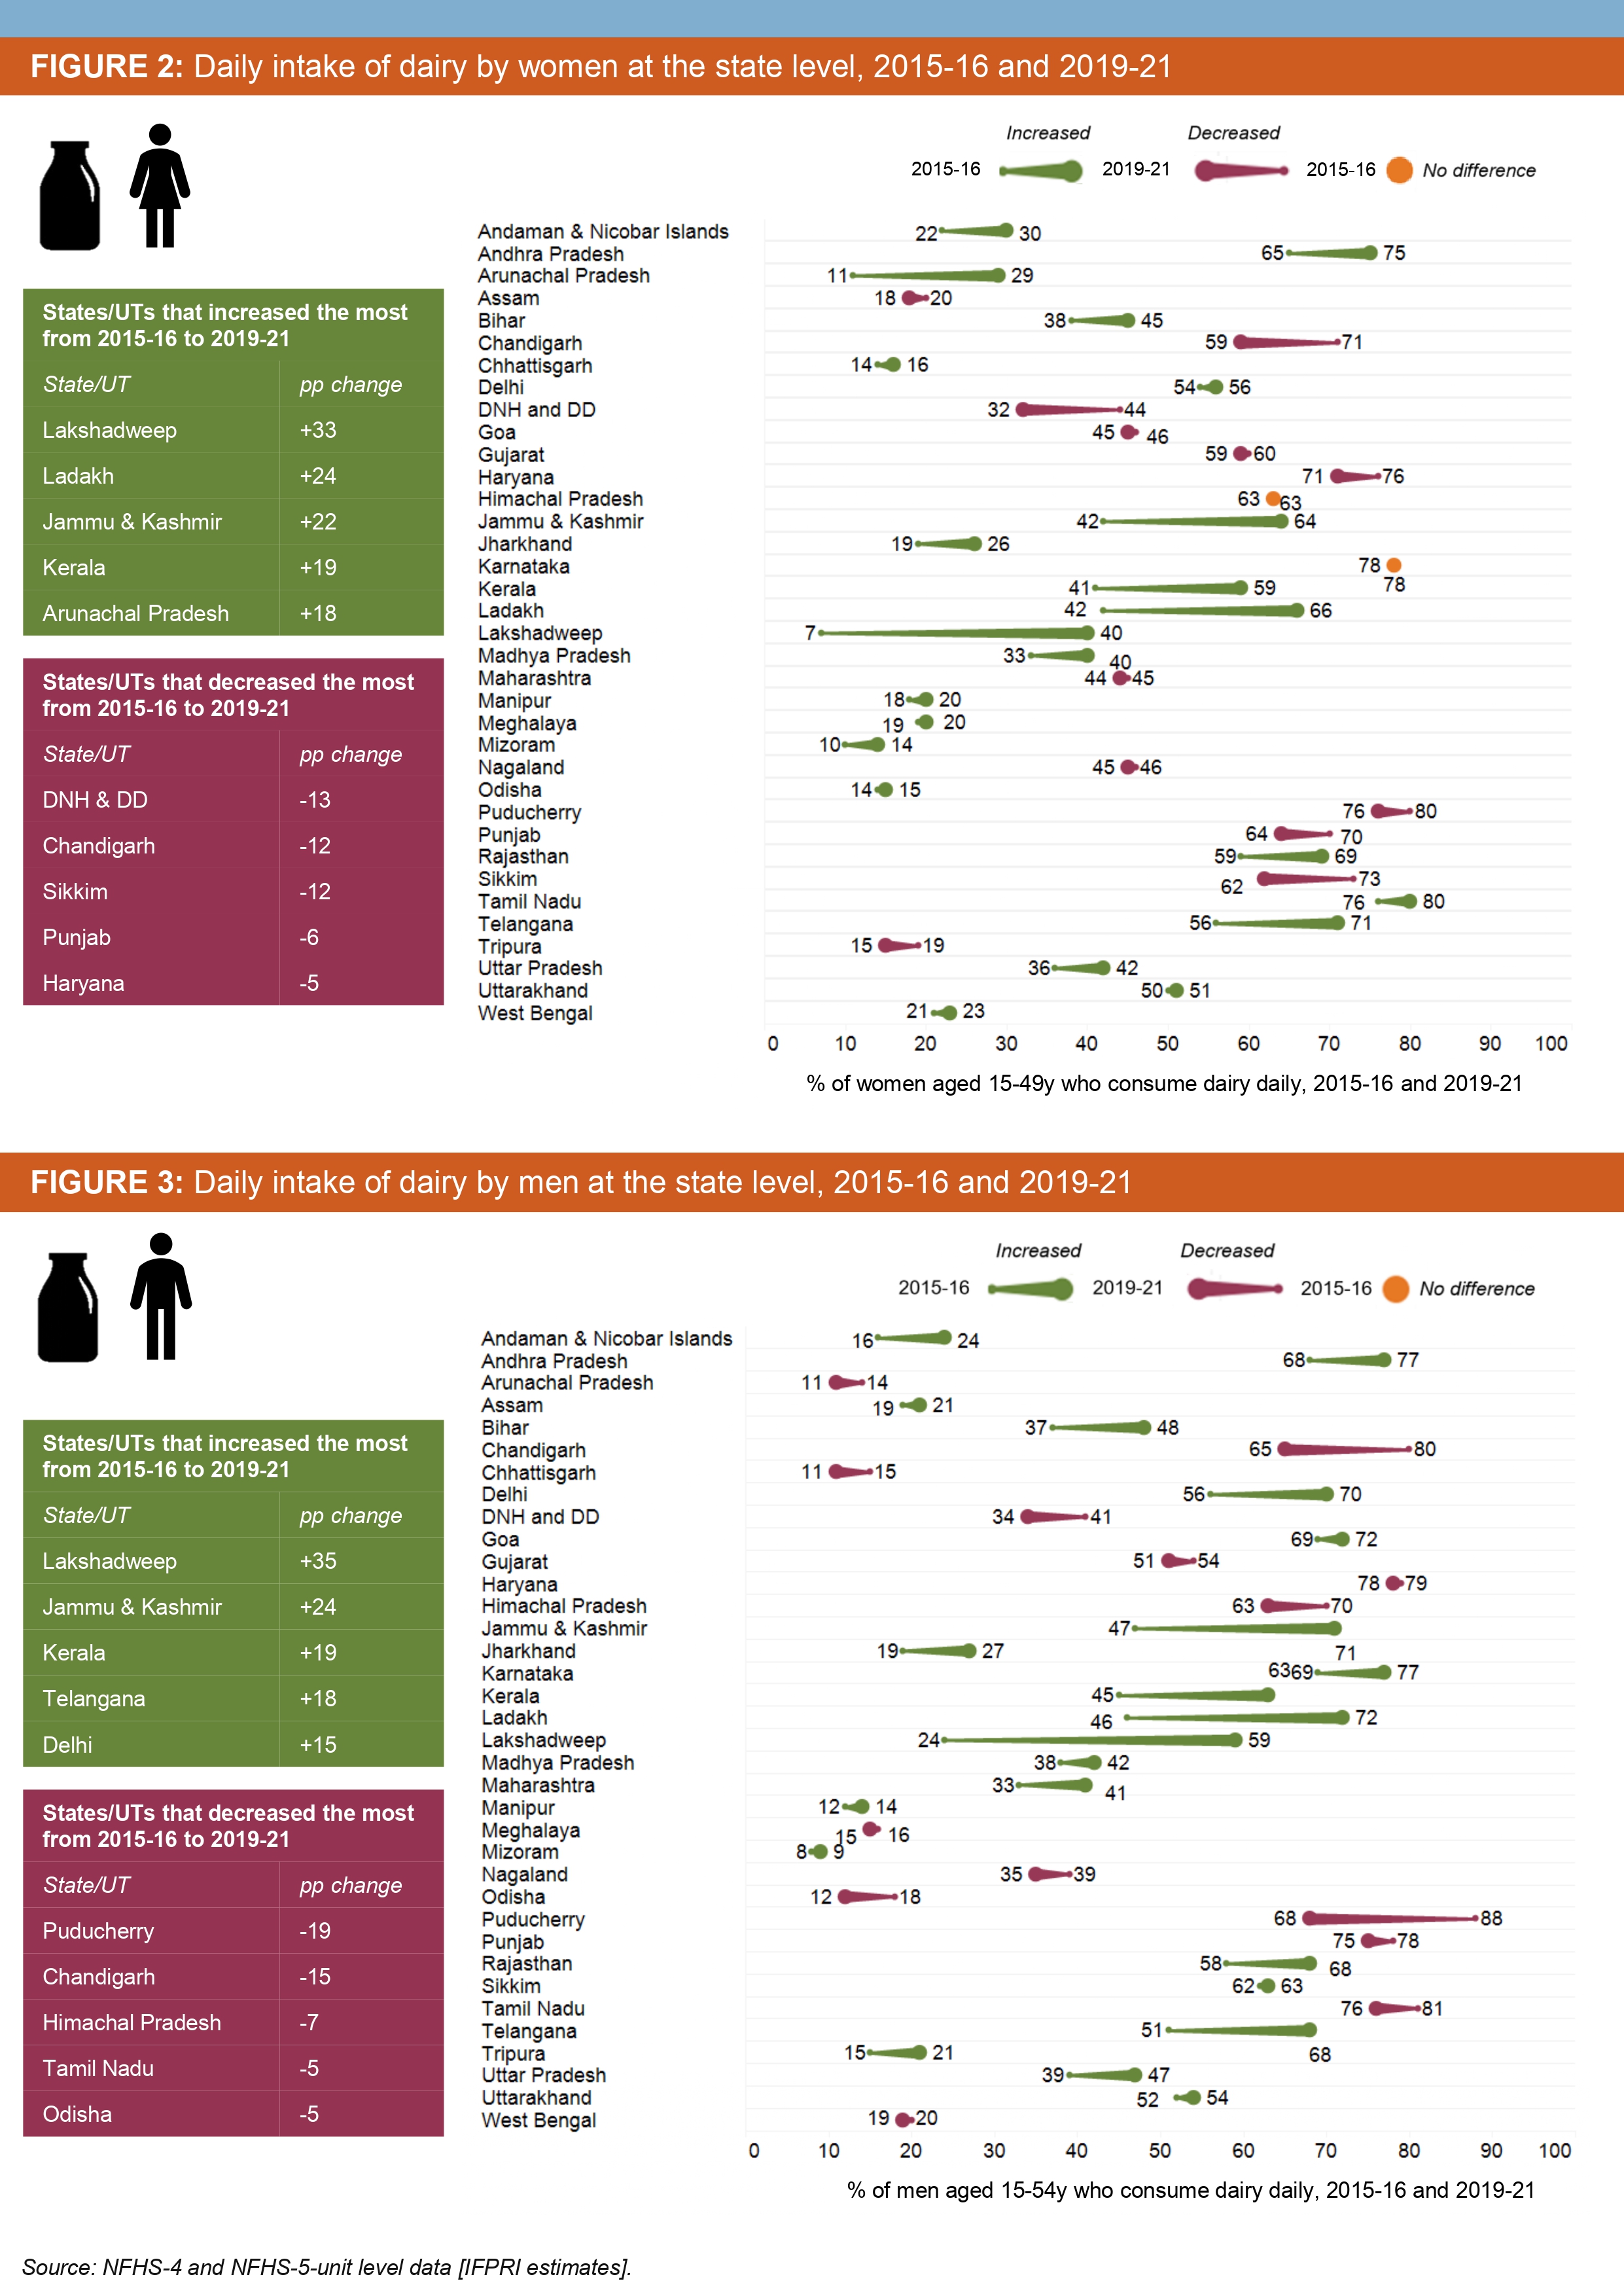 FIGURE 2: Daily intake of dairy by women at the state level, 2015-16 and 2019-21
Increased Decreased
2015-16 2019-21 2015-16 No difference
States/UTs that increased the most
from 2015-16 to 2019-21
State/UT pp change
Lakshadweep +33
Ladakh +24
Jammu & Kashmir +22
Kerala +19
Arunachal Pradesh +18
States/UTs that decreased the most
from 2015-16 to 2019-21
State/UT pp change
DNH & DD -13
Chandigarh -12
Sikkim -12
Punjab -6
Haryana -5
Andaman & Nicobar Islands 22 30
Andhra Pradesh 65 75
Arunachal Pradesh 11 29
Assam 18 20
Bihar 38 45
Chandigarh 59 71
Chhattisgarh 14 16
Delhi 54 56
DNH and DD 32 44
Goa 45 46
Gujarat 59 60
Haryana 71 76
Himachal Pradesh 63 63
Jammu & Kashmir 42 64
Jharkhand 19 26
Karnataka 78 78
Kerala 41 59
Ladakh 42 66
Lakshadweep 7 40
Madhya Pradesh 33 40
Maharashtra 44 45
Manipur 18 20
Meghalaya 19 20
Mizoram 10 14
Nagaland 45 46
Odisha 14 15
Puducherry 76 80
Punjab 64 70
Rajasthan 59 69
Sikkim 62 73
Tamil Nadu 76 80
Telangana 56 71
Tripura 15 19
Uttar Pradesh 36 42
Uttarakhand 50 51
West Bengal 21 23
0 10 20 30 40 50 60 70 80 90 100
% of women aged 15-49y who consume dairy daily, 2015-16 and 2019-21
FIGURE 3: Daily intake of dairy by men at the state level, 2015-16 and 2019-21
Increased Decreased
2015-16 2019-21 2015-16 No difference
States/UTs that increased the most
from 2015-16 to 2019-21
State/UT pp change
Lakshadweep +35
Jammu & Kashmir +24
Kerala +19
Telangana +18
Delhi +15
States/UTs that decreased the most
from 2015-16 to 2019-21
State/UT pp change
Puducherry -19
Chandigarh -15
Himachal Pradesh -7
Tamil Nadu -5
Odisha -5
Andaman & Nicobar Islands 16 24
Andhra Pradesh 68 77
Arunachal Pradesh 11 14
Assam 19 21
Bihar 37 48
Chandigarh 65 80
Chhattisgarh 11 15
Delhi 56 70
DNH and DD 34 41
Goa 69 72
Gujarat 51 54
Haryana 78 79
Himachal Pradesh 63 70
Jammu & Kashmir 47 71
Jharkhand 19 27
Karnataka 69 77
Kerala 45 63
Ladakh 46 72
Lakshadweep 24 59
Madhya Pradesh 38 42
Maharashtra 33 41
Manipur 12 14
Meghalaya 15 16
Mizoram 8 9
Nagaland 35 39
Odisha 12 18
Puducherry 68 88
Punjab 75 78
Rajasthan 58 68
Sikkim 62 63
Tamil Nadu 76 81
Telangana 51 68
Tripura 15 21
Uttar Pradesh 39 47
Uttarakhand 52 54
West Bengal 19 20
0 10 20 30 40 50 60 70 80 90 100
% of men aged 15-54y who consume dairy daily, 2015-16 and 2019-21
Source: NFHS-4 and NFHS-5-unit level data [IFPRI estimates].